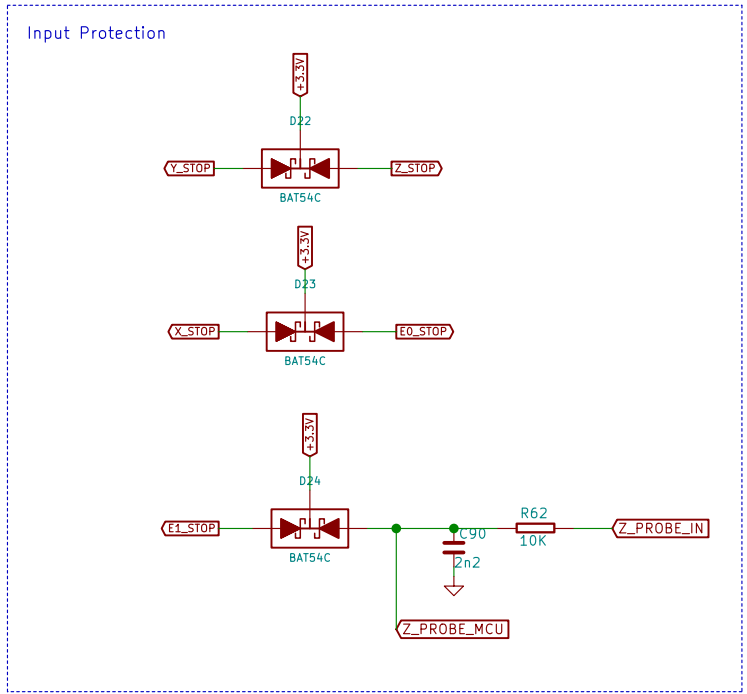 Input Protection
+3.3V
D22
Y_STOP
Z_STOP
BAT54C
+3.3V
D23
X_STOP
E0_STOP
BAT54C
+3.3V
D24
E1_STOP
BAT54C
R62
10K
Z_PROBE_IN
C90
2n2
Z_PROBE_MCU